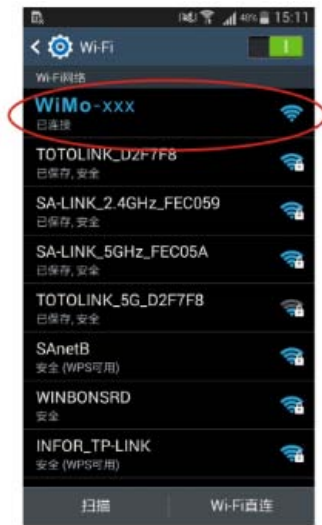 46% 15:11
Wi-Fi
Wi-Fi网络
WiMo-xxx
已连接
TOTOLINK_D2F7F8
已保存, 安全
SA-LINK_2.4GHz_FEC059
已保存, 安全
SA-LINK_5GHz_FEC05A
已保存, 安全
TOTOLINK_5G_D2F7F8
已保存, 安全
SAnetB
安全 (WPS可用)
WINBONSRD
安全
INFOR_TP-LINK
安全 (WPS可用)
扫描
Wi-Fi直连